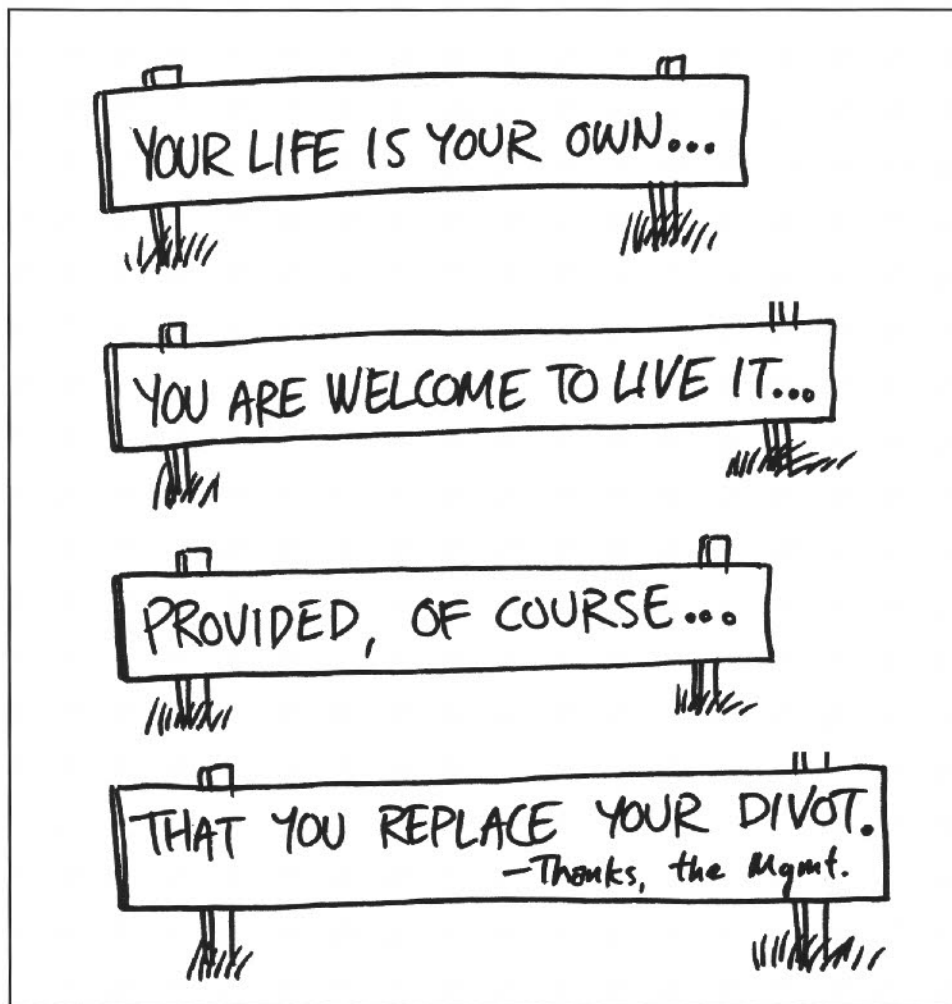 YOUR LIFE IS YOUR OWN...
YOU ARE WELCOME TO LIVE IT...
PROVIDED, OF COURSE...
THAT YOU REPLACE YOUR DIVOT.
—Thanks, the Mgmt.